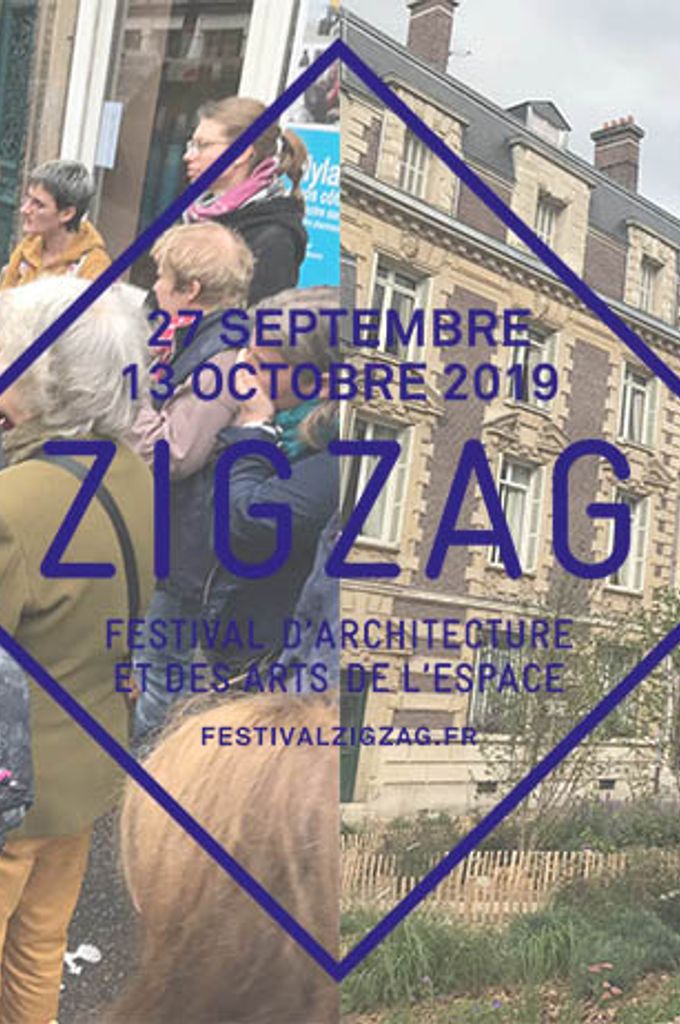 27 SEPTEMBRE
13 OCTOBRE 2019
ZIGZAG
FESTIVAL D'ARCHITECTURE
ET DES ARTS DE L'ESPACE
FESTIVALZIGZAG.FR